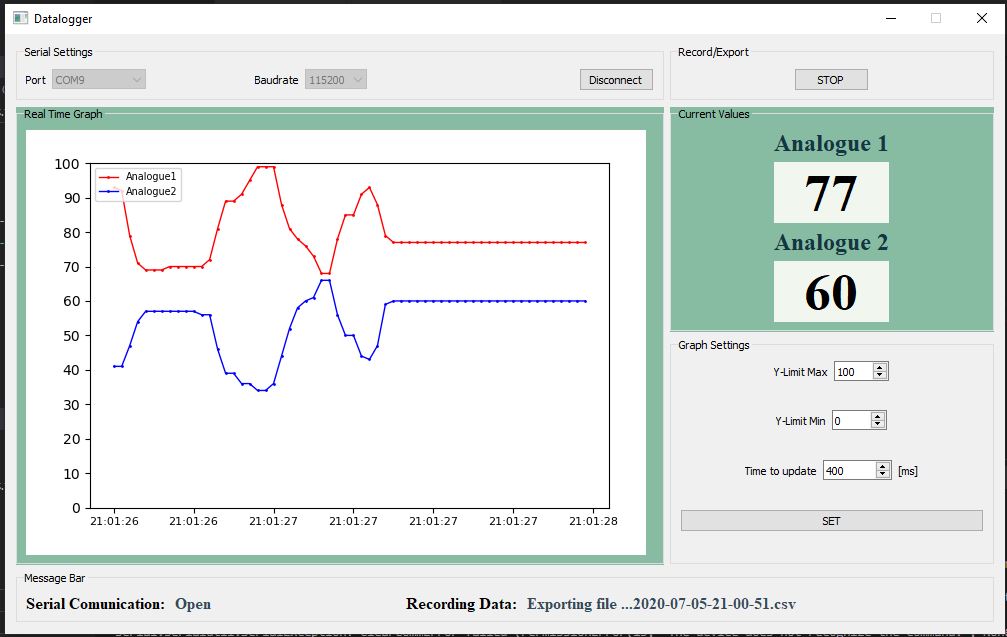 Datalogger
Serial Settings
Port COM9 Baudrate 115200 Disconnect
Record/Export
STOP
Real Time Graph
Analogue1
Analogue2
100
90
80
70
60
50
40
30
20
10
0
21:01:26 21:01:26 21:01:27 21:01:27 21:01:27 21:01:27 21:01:28
Current Values
Analogue 1
77
Analogue 2
60
Graph Settings
Y-Limit Max 100
Y-Limit Min 0
Time to update 400 [ms]
SET
Message Bar
Serial Comunication: Open Recording Data: Exporting file ...2020-07-05-21-00-51.csv